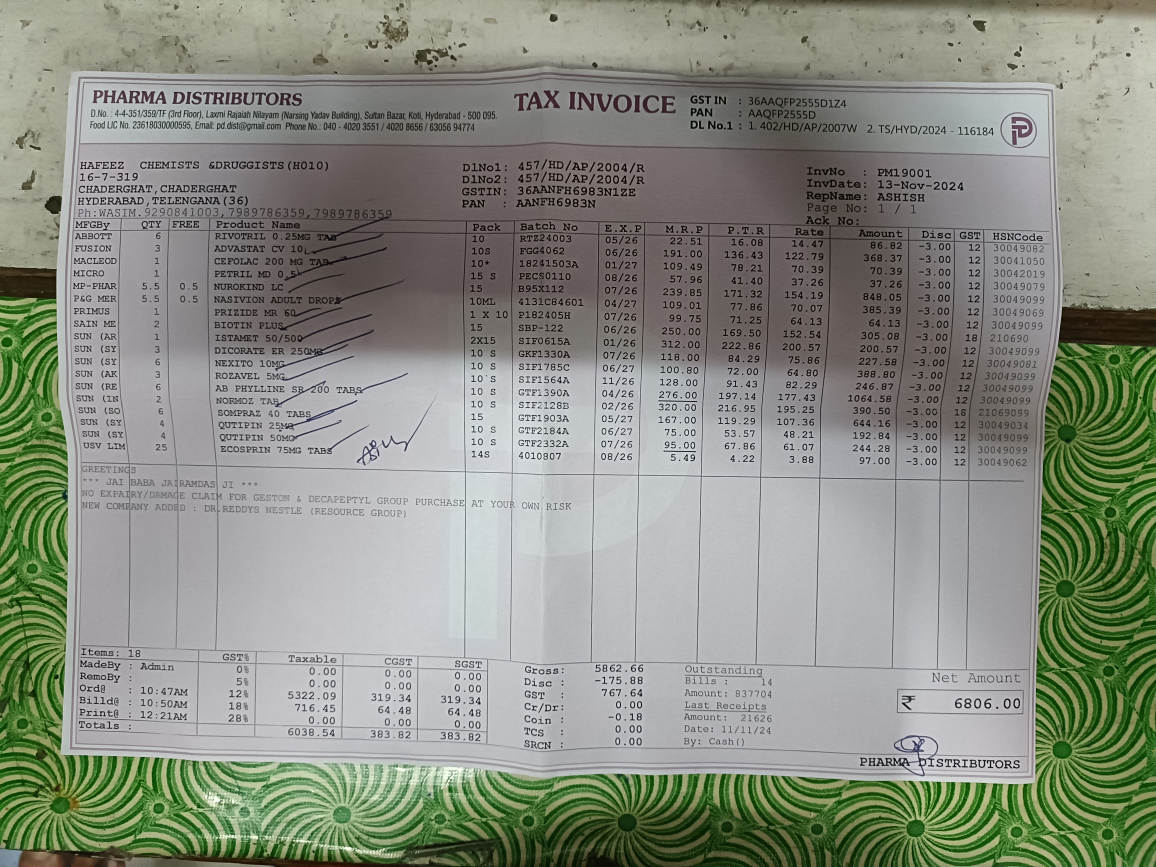 PHARMA DISTRIBUTORS
D.No. : 4-4-351/359/TF (3rd Floor), Laxmi Rajaiah Nilayam (Narsing Yadav Building), Sultan Bazar, Koti, Hyderabad - 500 095.
Food LIC No. 23618030000595, Email: pd.dist@gmail.com Phone No.: 040 - 4020 3551 / 4020 8656 / 63056 94774
TAX INVOICE
GST IN : 36AAQFP2555D1Z4
PAN : AAQFP2555D
DL No.1 : 1. 402/HD/AP/2007W 2. TS/HYD/2024 - 116184
HAFEEZ CHEMISTS &DRUGGISTS(H010)
16-7-319
CHADERGHAT,CHADERGHAT
HYDERABAD,TELENGANA(36)
Ph:WASIM.9290841003,7989786359,7989786359
DlNo1: 457/HD/AP/2004/R
DlNo2: 457/HD/AP/2004/R
GSTIN: 36AANFH6983N1ZE
PAN : AANFH6983N
InvNo : PM19001
InvDate: 13-Nov-2024
RepName: ASHISH
Page No: 1 / 1
Ack No:
MFGBy QTY FREE Product Name Pack Batch No E.X.P M.R.P P.T.R Rate Amount Disc GST HSNCode
ABBOTT 6 RIVOTRIL 0.25MG TAB 10 RTZ24003 05/26 22.51 16.08 14.47 86.82 -3.00 12 30049082
FUSION 3 ADVASTAT CV 10 10S FGG4062 06/26 191.00 136.43 122.79 368.37 -3.00 12 30041050
MACLEOD 1 CEFOLAC 200 MG TAB 10* 18241503A 01/27 109.49 78.21 70.39 70.39 -3.00 12 30042019
MICRO 1 PETRIL MD 0.5 15 S PECS0110 08/26 57.96 41.40 37.26 37.26 -3.00 12 30049079
MP-PHAR 5.5 0.5 NUROKIND LC 15 B95X112 07/26 239.85 171.32 154.19 848.05 -3.00 12 30049099
P&G MER 5.5 0.5 NASIVION ADULT DROPS 10ML 4131C84601 04/27 109.01 77.86 70.07 385.39 -3.00 12 30049069
PRIMUS 1 PRIZIDE MR 60 1 X 10 P182405H 07/26 99.75 71.25 64.13 64.13 -3.00 12 30049099
SAIN ME 2 BIOTIN PLUS 15 SBP-122 06/26 250.00 169.50 152.54 305.08 -3.00 18 210690
SUN (AR 1 ISTAMET 50/500 2X15 SIF0615A 01/26 312.00 222.86 200.57 200.57 -3.00 12 30049099
SUN (SY 3 DICORATE ER 250MG 10 S GKF1330A 07/26 118.00 84.29 75.86 227.58 -3.00 12 30049081
SUN (SY 6 NEXITO 10MG 10 S SIF1785C 06/27 100.80 72.00 64.80 388.80 -3.00 12 30049099
SUN (AK 3 ROZAVEL 5MG 10`S SIF1564A 11/26 128.00 91.43 82.29 246.87 -3.00 12 30049099
SUN (RE 6 AB PHYLLINE SR 200 TABS 10 S GTF1390A 04/26 276.00 197.14 177.43 1064.58 -3.00 12 30049099
SUN (IN 2 NORMOZ TAB 10 S SIF2128B 02/26 320.00 216.95 195.25 390.50 -3.00 18 21069099
SUN (SO 6 SOMPRAZ 40 TABS 15 GTF1903A 05/27 167.00 119.29 107.36 644.16 -3.00 12 30049034
SUN (SY 4 QUTIPIN 25MG 10 S GTF2184A 07/26 75.00 53.57 48.21 192.84 -3.00 12 30049099
SUN (SY 4 QUTIPIN 50MG 10 S GTF2332A 07/26 95.00 67.86 61.07 244.28 -3.00 12 30049099
USV LIM 25 ECOSPRIN 75MG TABS 14S 4010807 08/26 5.49 4.22 3.88 97.00 -3.00 12 30049062
GREETINGS
*** JAI BABA JAIRAMDAS JI ***
NO EXPAIRY/DAMAGE CLAIM FOR GESTON & DECAPEPTYL GROUP PURCHASE AT YOUR OWN RISK
NEW COMPANY ADDED : DR.REDDYS NESTLE (RESOURCE GROUP)
Items: 18
MadeBy : Admin
RemoBy :
Ord@ : 10:47AM
Billd@ : 10:50AM
Print@ : 12:21AM
Totals :
GST% Taxable CGST SGST
0% 0.00 0.00 0.00
5% 0.00 0.00 0.00
12% 5322.09 319.34 319.34
18% 716.45 64.48 64.48
28% 0.00 0.00 0.00
6038.54 383.82 383.82
Gross: 5862.66
Disc : -175.88
GST : 767.64
Cr/Dr: 0.00
Coin : -0.18
TCS : 0.00
SRCN : 0.00
Outstanding
Bills : 14
Amount: 837704
Last Receipts
Amount: 21626
Date: 11/11/24
By: Cash()
Net Amount
₹ 6806.00
PHARMA DISTRIBUTORS